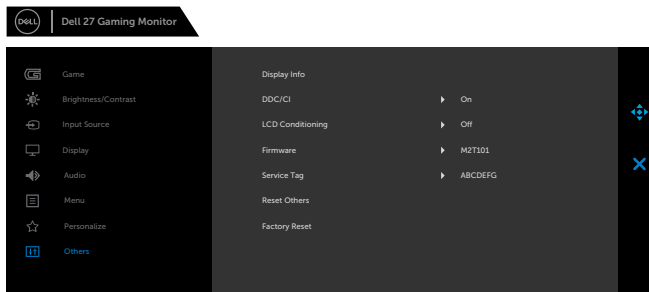 DELL
Dell 27 Gaming Monitor
Game
Display Info
Brightness/Contrast
DDC/CI
On
Input Source
LCD Conditioning
Off
Display
Firmware
M2T101
Audio
Service Tag
ABCDEFG
Menu
Reset Others
Personalize
Factory Reset
Others